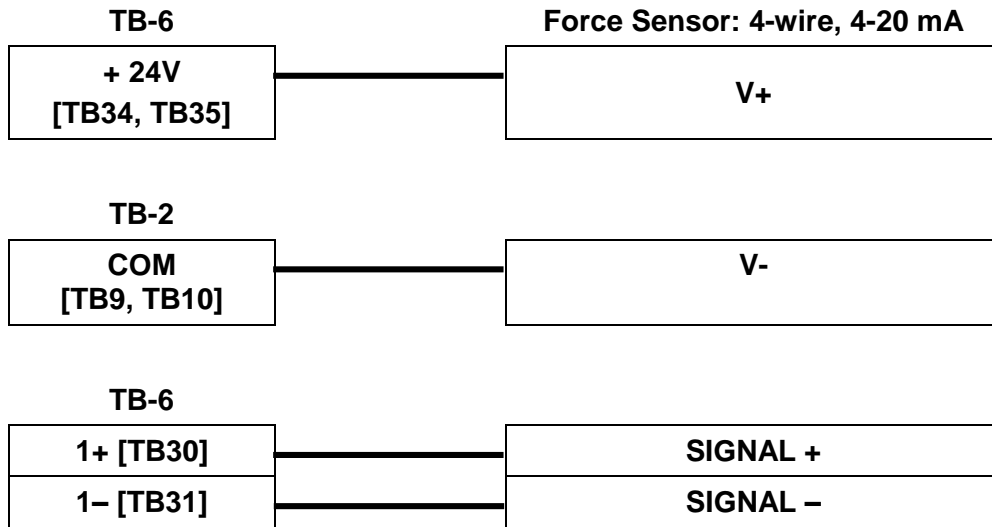 TB-6
Force Sensor: 4-wire, 4-20 mA
+ 24V
[TB34, TB35]
V+
TB-2
COM
[TB9, TB10]
V-
TB-6
1+ [TB30]
SIGNAL +
1– [TB31]
SIGNAL –